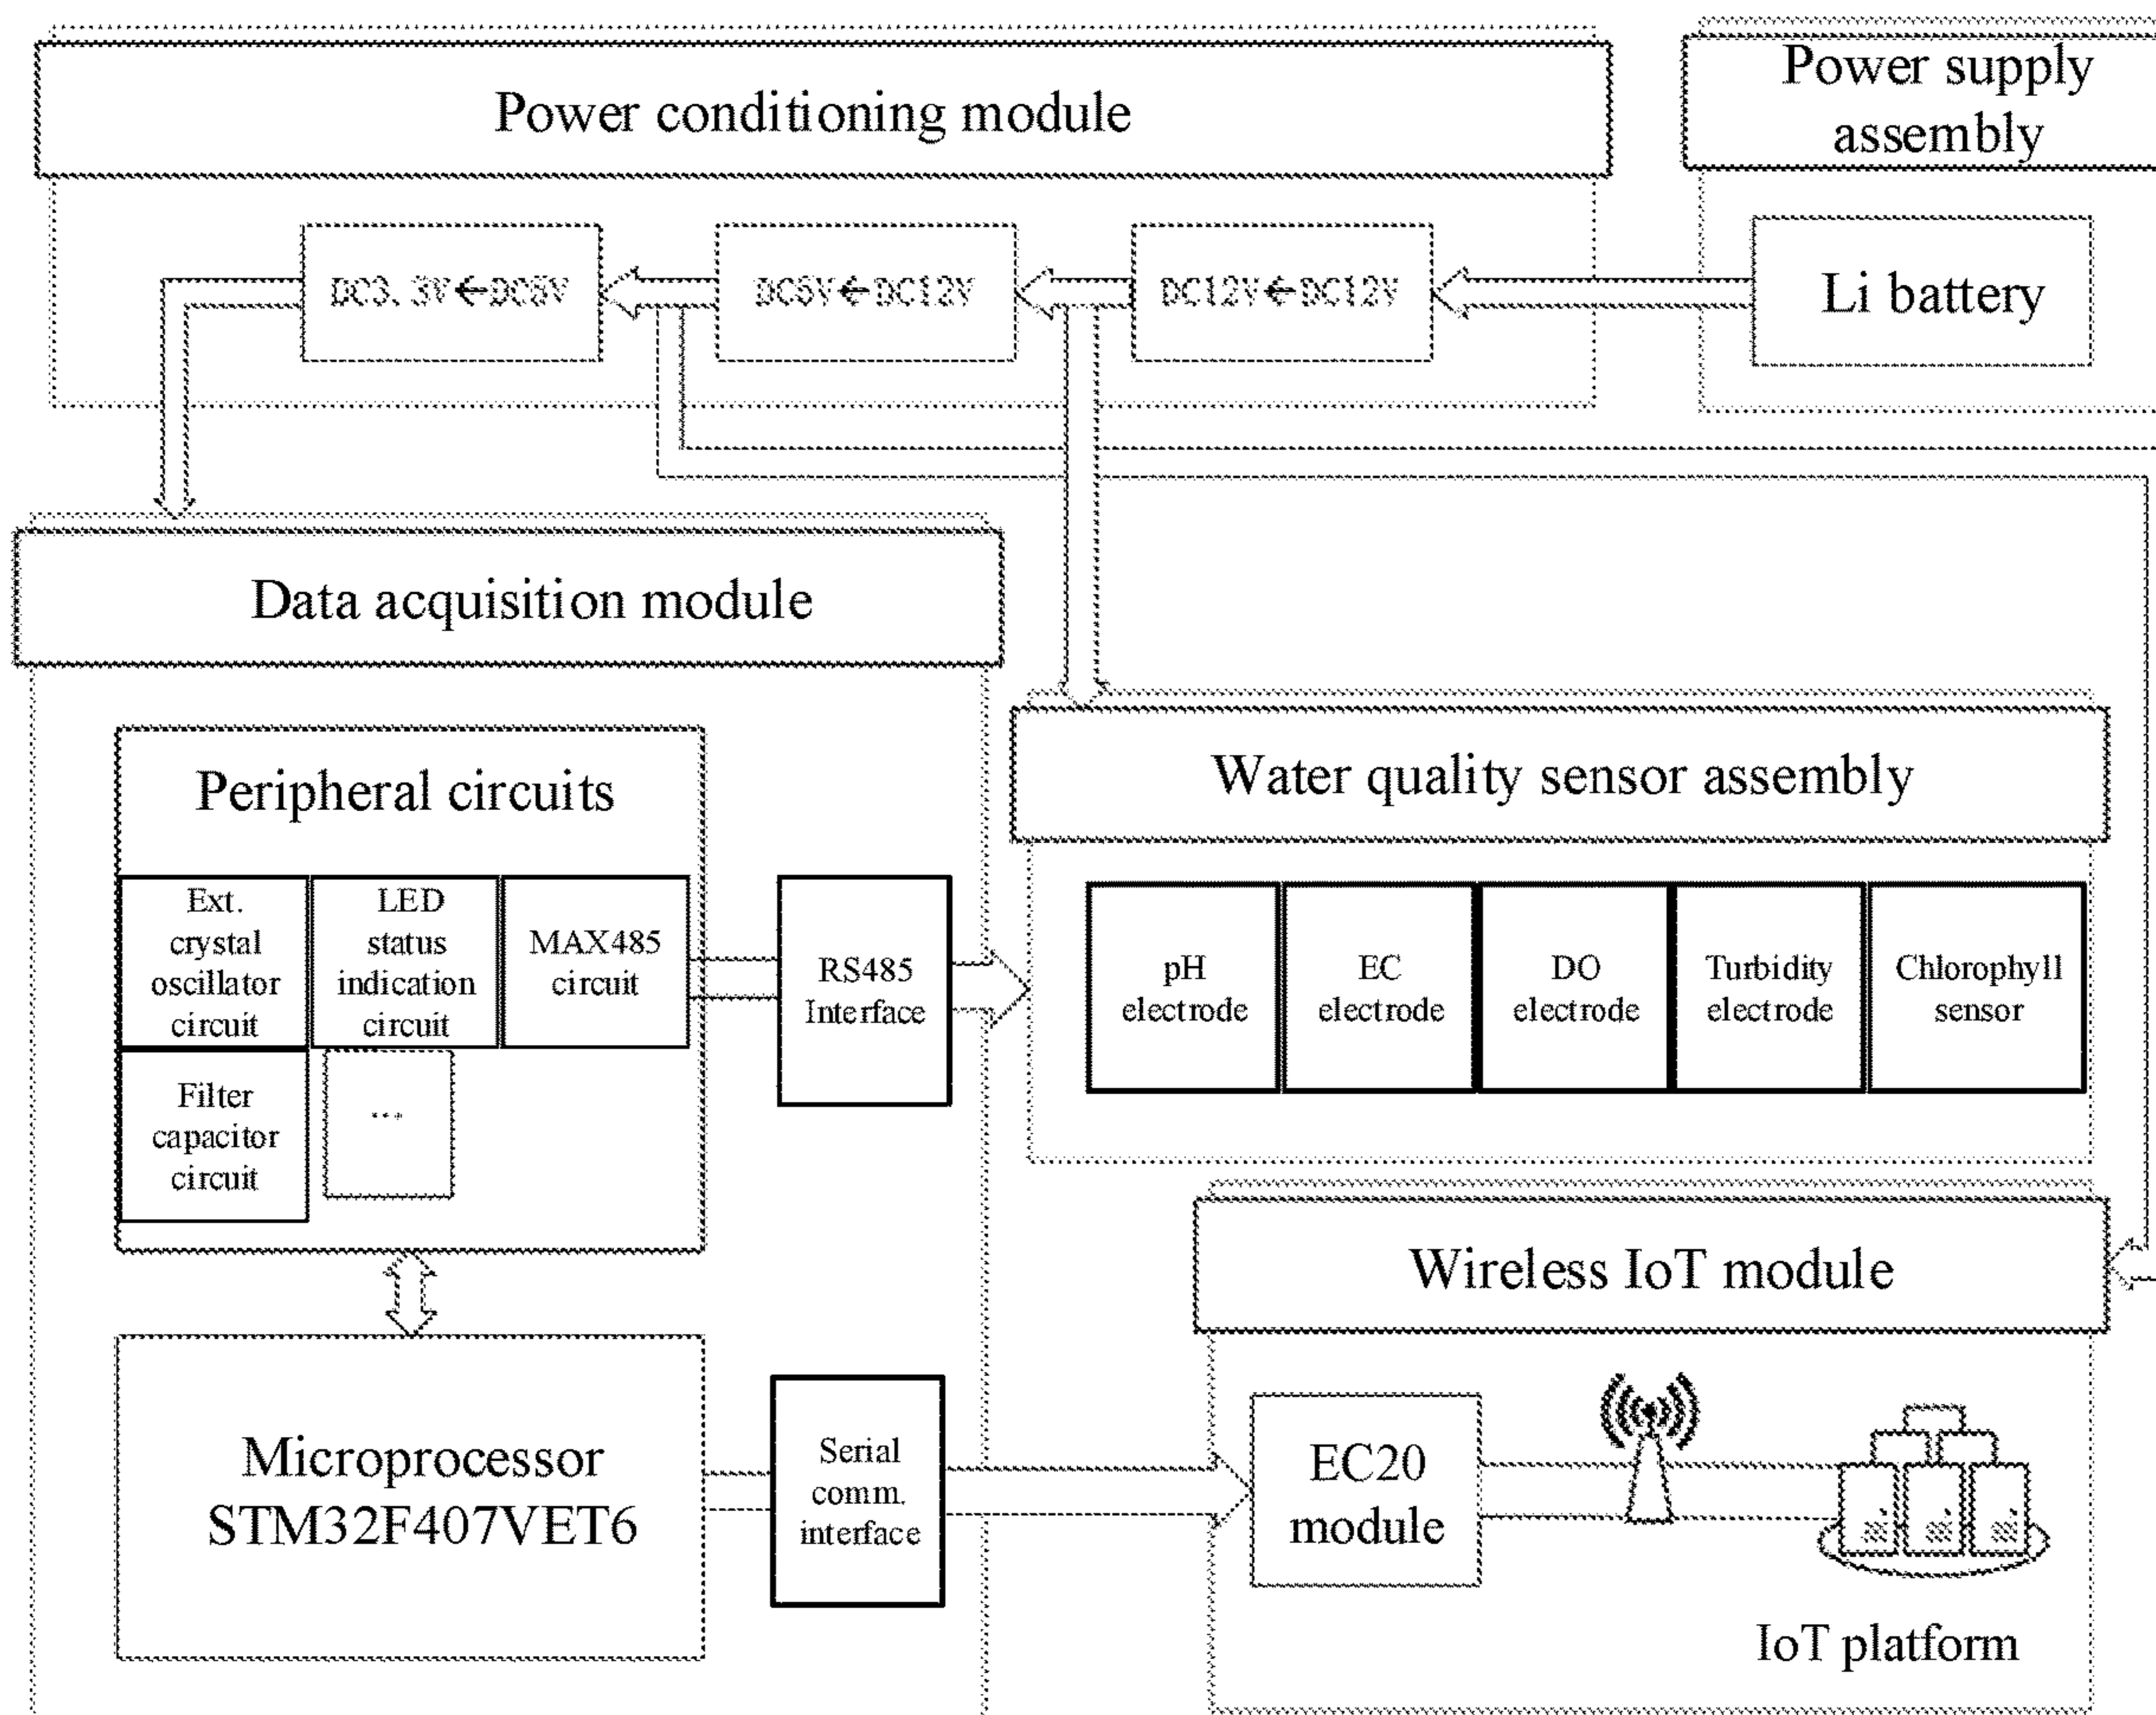 Power conditioning module
Power supply
assembly
DC3.3V←DC5V
DC5V←DC12V
DC12V←DC12V
Li battery
Data acquisition module
Peripheral circuits
Ext.
crystal
oscillator
circuit
LED
status
indication
circuit
MAX485
circuit
Filter
capacitor
circuit
...
RS485
Interface
Water quality sensor assembly
pH
electrode
EC
electrode
DO
electrode
Turbidity
electrode
Chlorophyll
sensor
Microprocessor
STM32F407VET6
Serial
comm.
interface
Wireless IoT module
EC20
module
IoT platform